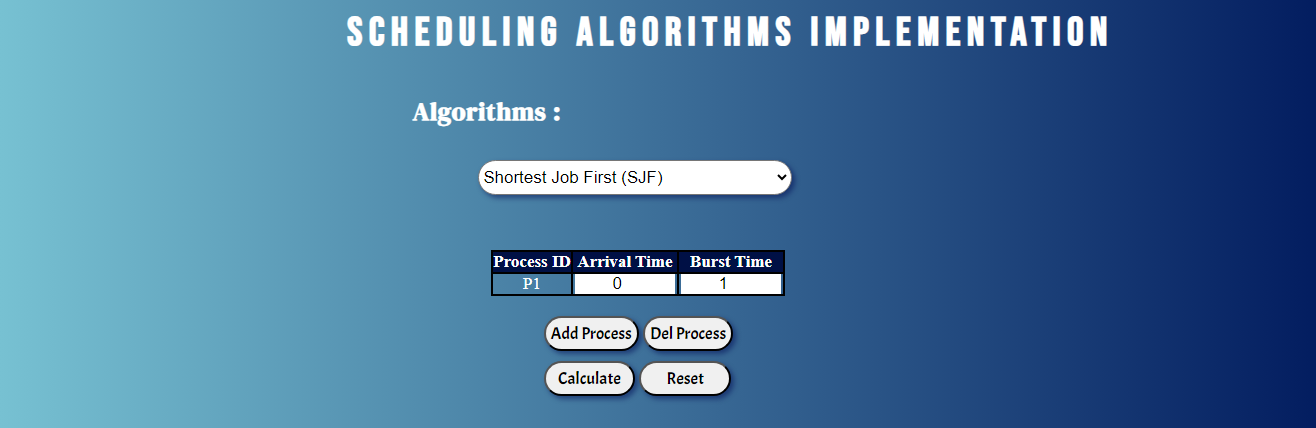 SCHEDULING ALGORITHMS IMPLEMENTATION
Algorithms :
Shortest Job First (SJF)
Process ID Arrival Time Burst Time
P1 0 1
Add Process Del Process
Calculate Reset